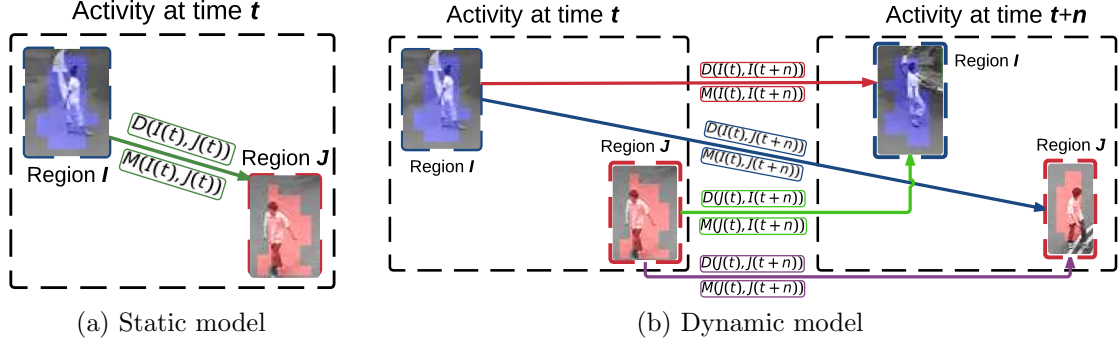 Activity at time t
D(I(t), J(t))
M(I(t), J(t))
Region I
Region J
(a) Static model
Activity at time t
Activity at time t+n
D(I(t), I(t + n))
M(I(t), I(t + n))
Region I
Region I
D(I(t), J(t + n))
M(I(t), J(t + n))
Region J
Region J
D(J(t), I(t + n))
M(J(t), I(t + n))
D(J(t), J(t + n))
M(J(t), J(t + n))
(b) Dynamic model